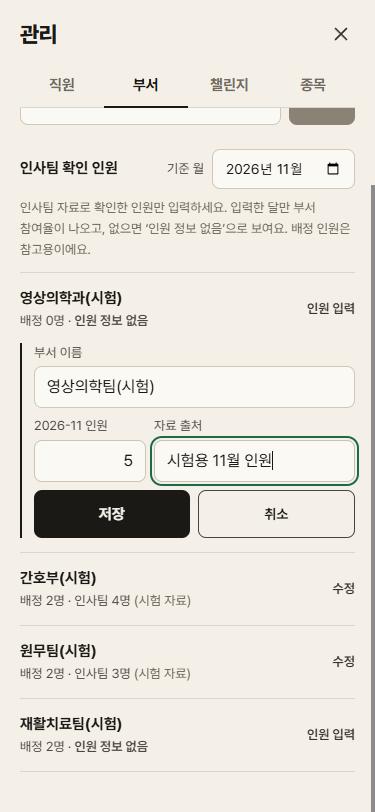 관리
직원
부서
챌린지
종목
인사팀 확인 인원
기준 월
2026년 11월
인사팀 자료로 확인한 인원만 입력하세요. 입력한 달만 부서
참여율이 나오고, 없으면 ‘인원 정보 없음’으로 보여요. 배정 인원은
참고용이에요.
영상의학과(시험)
배정 0명 · 인원 정보 없음
인원 입력
부서 이름
영상의학팀(시험)
2026-11 인원
자료 출처
5
시험용 11월 인원
저장
취소
간호부(시험)
배정 2명 · 인사팀 4명 (시험 자료)
수정
원무팀(시험)
배정 2명 · 인사팀 3명 (시험 자료)
수정
재활치료팀(시험)
배정 2명 · 인원 정보 없음
인원 입력